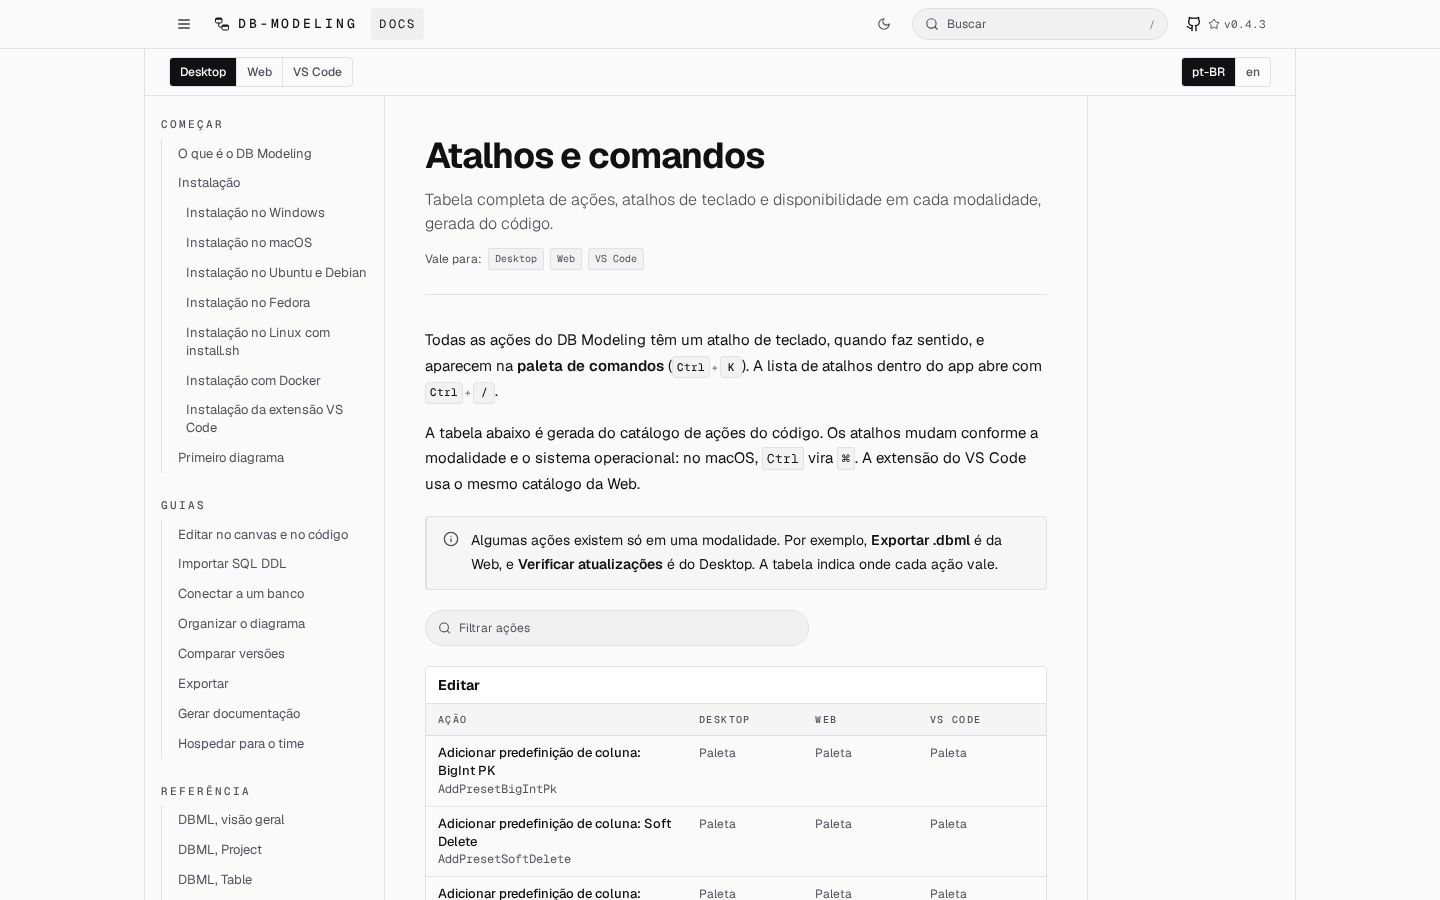 DB-MODELING DOCS Buscar / v0.4.3
Desktop Web VS Code pt-BR en
COMEÇAR
O que é o DB Modeling
Instalação
Instalação no Windows
Instalação no macOS
Instalação no Ubuntu e Debian
Instalação no Fedora
Instalação no Linux com
install.sh
Instalação com Docker
Instalação da extensão VS
Code
Primeiro diagrama
GUIAS
Editar no canvas e no código
Importar SQL DDL
Conectar a um banco
Organizar o diagrama
Comparar versões
Exportar
Gerar documentação
Hospedar para o time
REFERÊNCIA
DBML, visão geral
DBML, Project
DBML, Table
Atalhos e comandos
Tabela completa de ações, atalhos de teclado e disponibilidade em cada modalidade,
gerada do código.
Vale para: Desktop Web VS Code
Todas as ações do DB Modeling têm um atalho de teclado, quando faz sentido, e
aparecem na paleta de comandos (Ctrl + K). A lista de atalhos dentro do app abre com
Ctrl + /.
A tabela abaixo é gerada do catálogo de ações do código. Os atalhos mudam conforme a
modalidade e o sistema operacional: no macOS, Ctrl vira ⌘. A extensão do VS Code
usa o mesmo catálogo da Web.
Algumas ações existem só em uma modalidade. Por exemplo, Exportar .dbml é da
Web, e Verificar atualizações é do Desktop. A tabela indica onde cada ação vale.
Filtrar ações
Editar
AÇÃO DESKTOP WEB VS CODE
Adicionar predefinição de coluna: Paleta Paleta Paleta
BigInt PK
AddPresetBigIntPk
Adicionar predefinição de coluna: Soft Paleta Paleta Paleta
Delete
AddPresetSoftDelete
Adicionar predefinição de coluna: Paleta Paleta Paleta